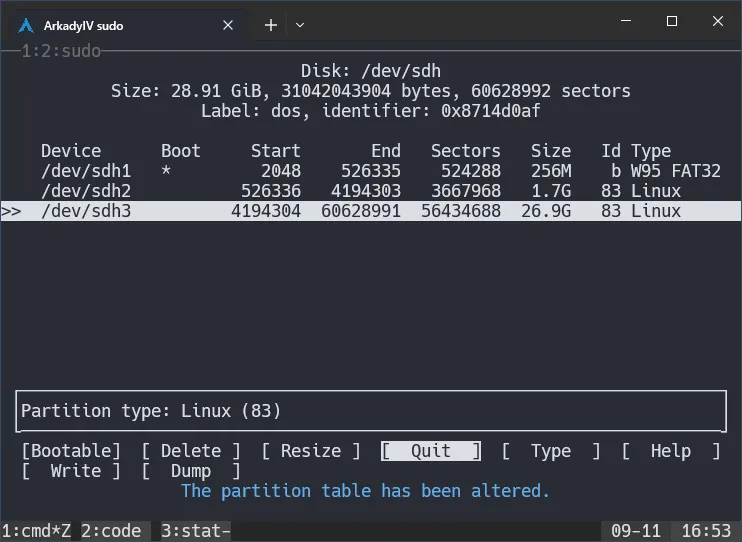 ArkadyIV sudo
1:2:sudo
Disk: /dev/sdh
Size: 28.91 GiB, 31042043904 bytes, 60628992 sectors
Label: dos, identifier: 0x8714d0af
Device Boot Start End Sectors Size Id Type
/dev/sdh1 * 2048 526335 524288 256M b W95 FAT32
/dev/sdh2 526336 4194303 3667968 1.7G 83 Linux
>> /dev/sdh3 4194304 60628991 56434688 26.9G 83 Linux
Partition type: Linux (83)
[Bootable] [ Delete ] [ Resize ] [ Quit ] [ Type ] [ Help ]
[ Write ] [ Dump ]
The partition table has been altered.
1:cmd*Z 2:code 3:stat- 09-11 16:53